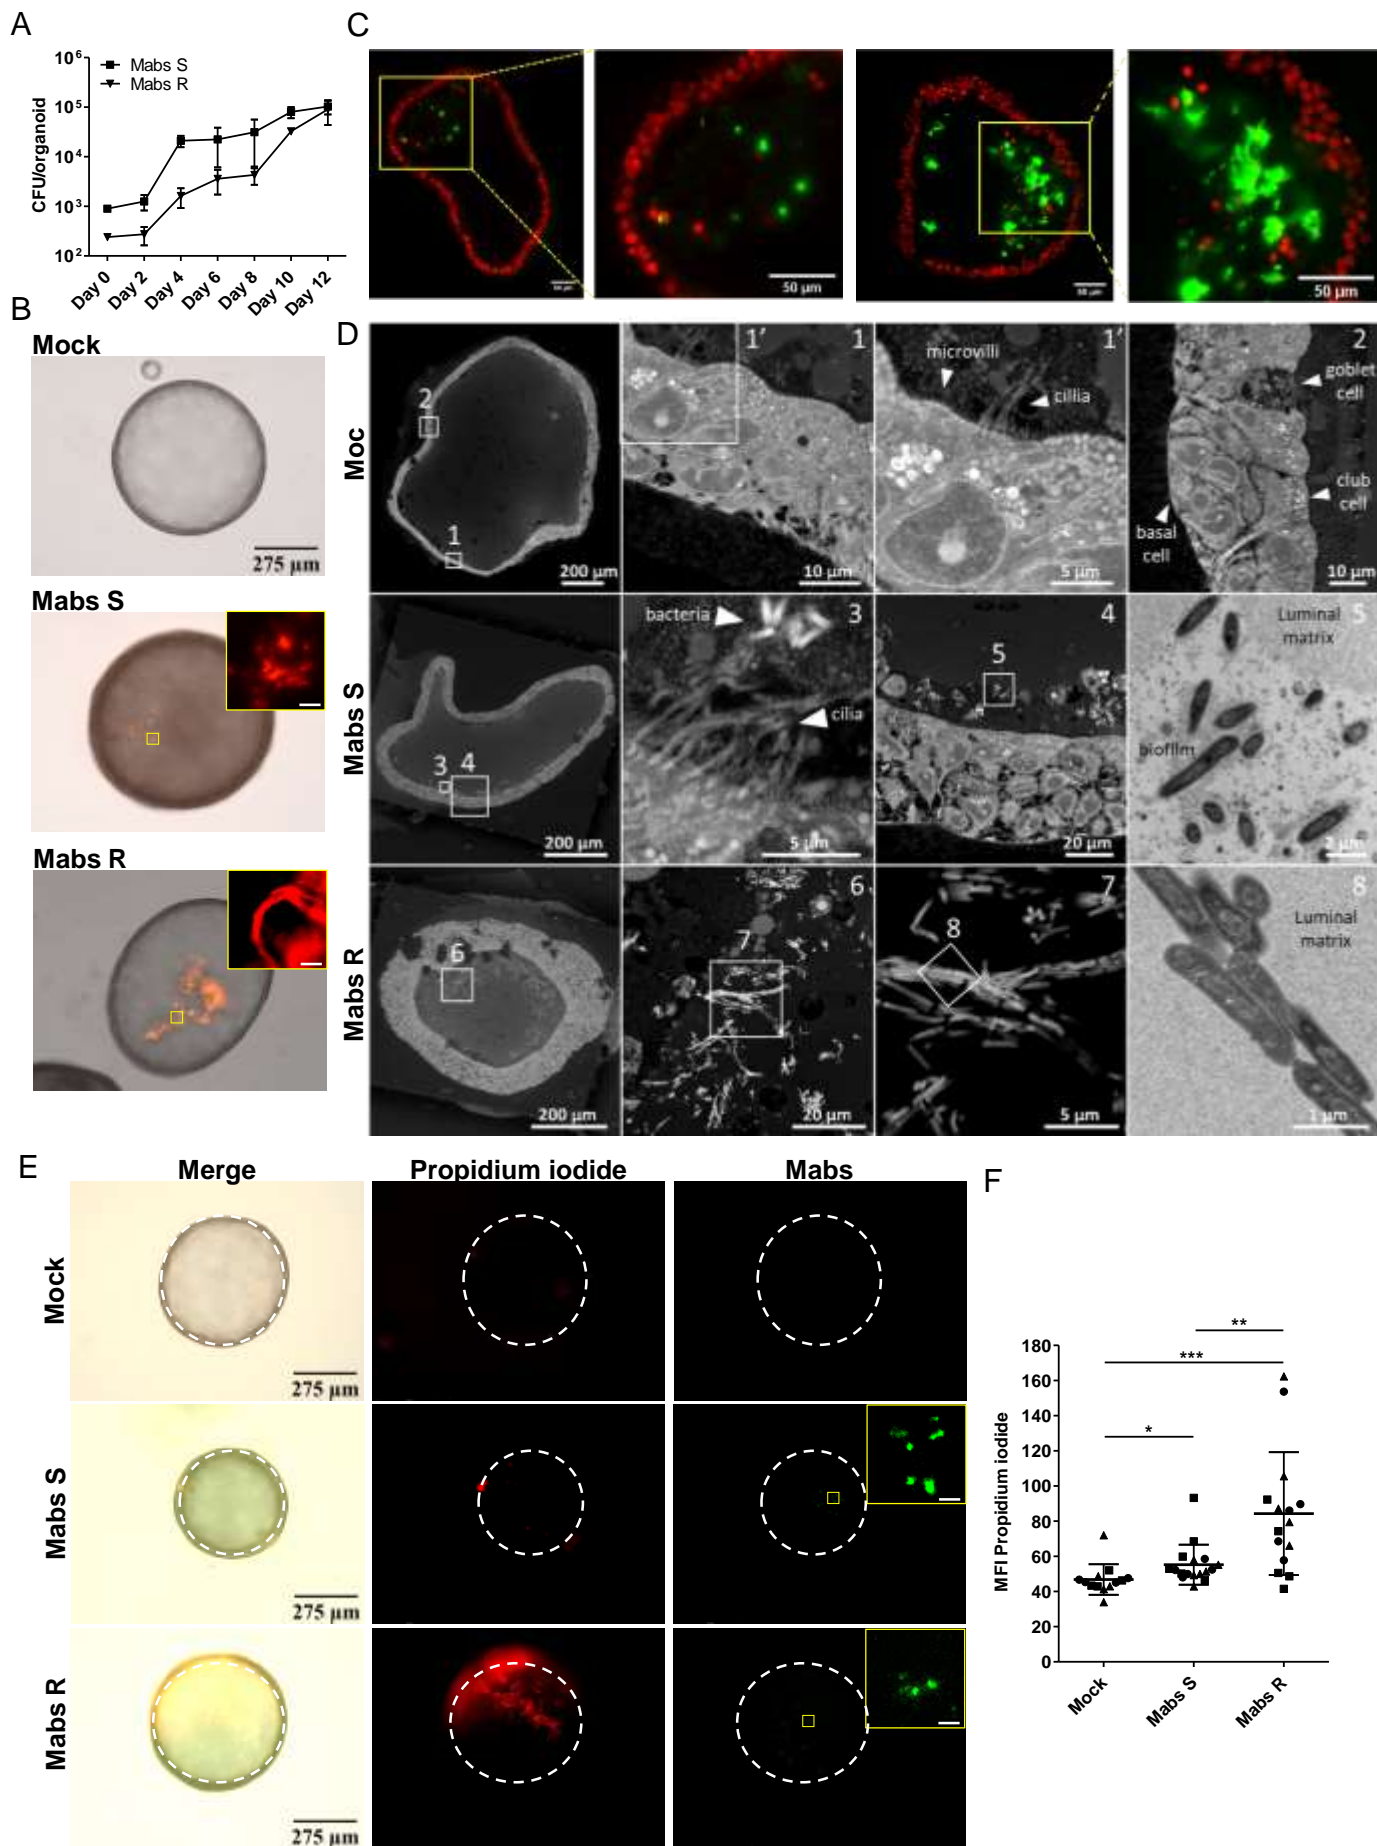 A
10⁶
10⁵
10⁴
10³
10²
CFU/organoid
Mabs S
Mabs R
Day 0
Day 2
Day 4
Day 6
Day 8
Day 10
Day 12
C
50 µm
50 µm
B
Mock
275 µm
Mabs S
Mabs R
D
Moc
2
1
200 µm
1'
1
10 µm
1'
microvilli
cillia
5 µm
2
goblet
cell
club
cell
basal
cell
10 µm
Mabs S
3
4
200 µm
bacteria
3
cilia
5 µm
4
5
20 µm
Luminal
matrix
5
biofilm
2 µm
Mabs R
6
200 µm
6
7
20 µm
7
8
5 µm
8
Luminal
matrix
1 µm
E
Merge
Propidium iodide
Mabs
Mock
275 µm
Mabs S
275 µm
Mabs R
275 µm
F
MFI Propidium iodide
180
160
140
120
100
80
60
40
20
0
**
***
*
Mock
Mabs S
Mabs R